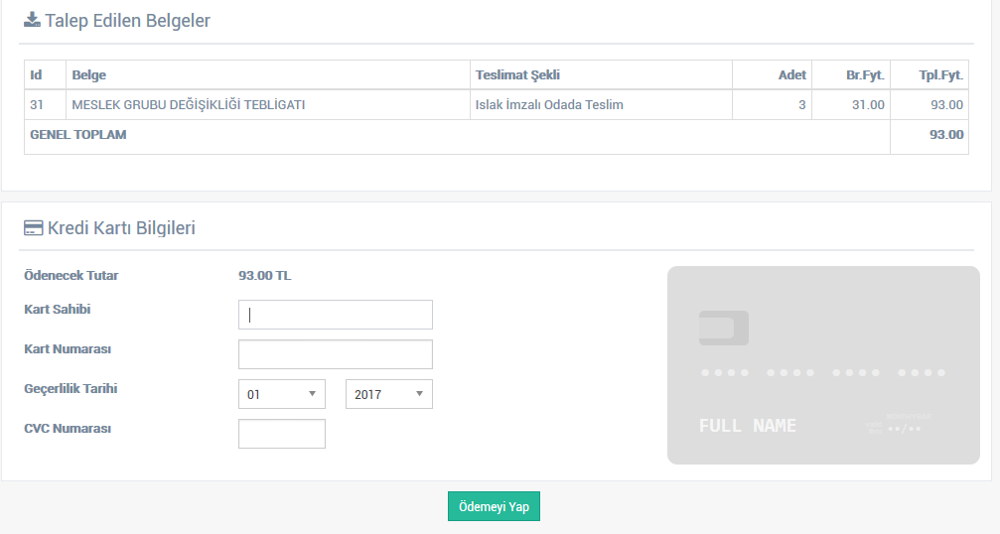 Talep Edilen Belgeler
Id Belge Teslimat Şekli Adet Br.Fyt. Tpl.Fyt.
31 MESLEK GRUBU DEĞİŞİKLİĞİ TEBLİGATI Islak İmzalı Odada Teslim 3 31.00 93.00
GENEL TOPLAM 93.00
Kredi Kartı Bilgileri
Ödenecek Tutar 93.00 TL
Kart Sahibi
Kart Numarası
Geçerlilik Tarihi 01 2017
CVC Numarası
•••• •••• •••• ••••
FULL NAME ••/••
Ödemeyi Yap